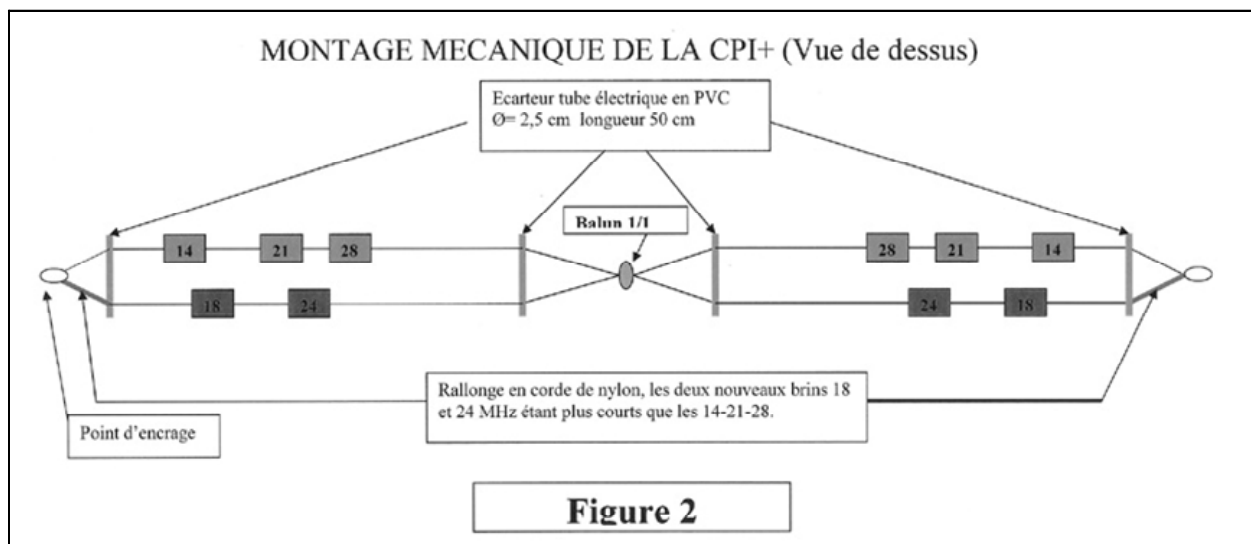 MONTAGE MECANIQUE DE LA CPI+ (Vue de dessus)
Ecarteur tube électrique en PVC
Ø= 2,5 cm longueur 50 cm
Balun 1/1
14
21
28
28
21
14
18
24
24
18
Rallonge en corde de nylon, les deux nouveaux brins 18
et 24 MHz étant plus courts que les 14-21-28.
Point d'encrage
Figure 2